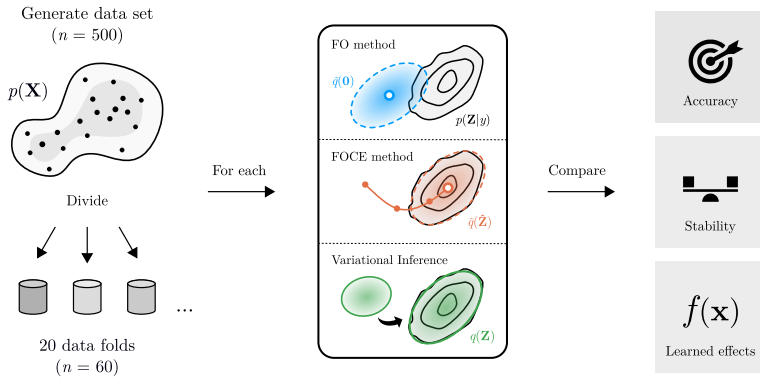 Generate data set
(n = 500)
p(X)
Divide
...
20 data folds
(n = 60)
For each
FO method
q̄(0)
p(Z|y)
FOCE method
q̄(Ẑ)
Variational Inference
q(Z)
Compare
Accuracy
Stability
f(x)
Learned effects